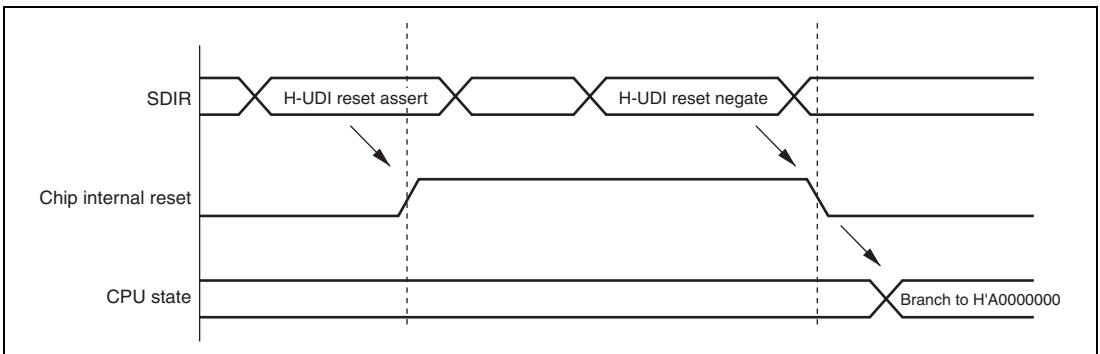 SDIR
H-UDI reset assert
H-UDI reset negate
Chip internal reset
CPU state
Branch to H'A0000000